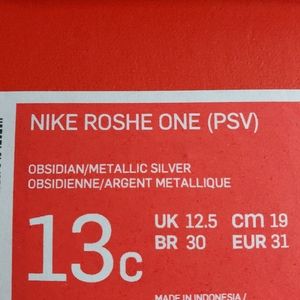 NIKE ROSHE ONE (PSV)
OBSIDIAN/METALLIC SILVER
OBSIDIENNE/ARGENT METALLIQUE
13c
UK 12.5 cm 19
BR 30 EUR 31
MADE IN INDONESIA /